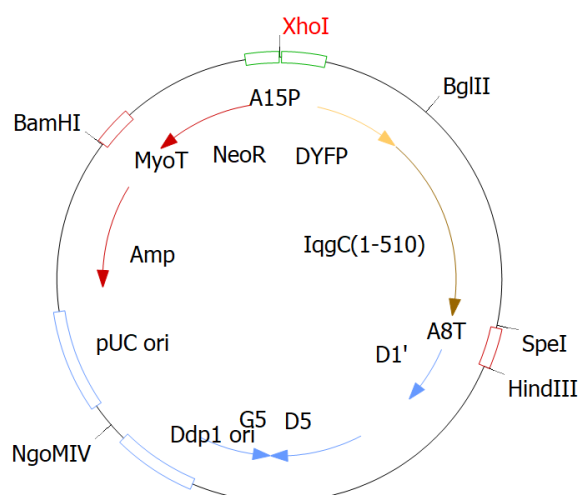 XhoI
BglII
A15P
BamHI
MyoT
NeoR
DYFP
IqgC(1-510)
Amp
pUC ori
A8T
SpeI
D1'
HindIII
Ddp1 ori
G5
D5
NgoMIV